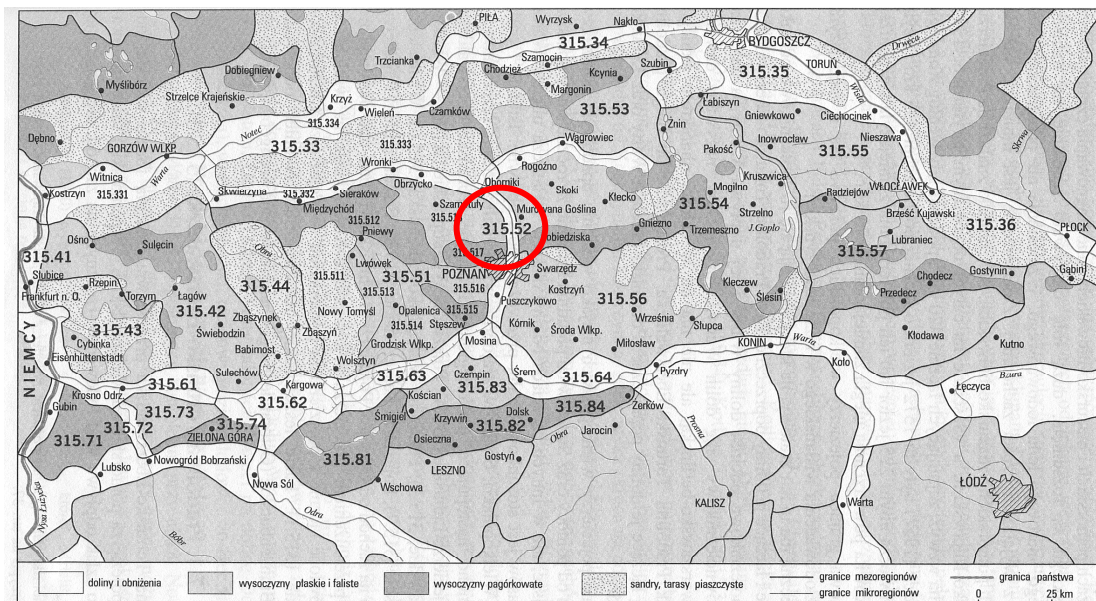 PIŁA
Wyrzysk
Nakło
BYDGOSZCZ
Drwęca
315.34
Trzcianka
Szamocin
Szubin
TORUŃ
Dobiegniew
Chodzież
Kcynia
315.35
Myślibórz
Margonin
Wisła
Strzelce Krajeńskie
Krzyż
Wieleń
Czarnków
315.53
Łabiszyn
Gniewkowo
Ciechocinek
315.334
Żnin
Nieszawa
Skrwa
Dębno
Noteć
315.33
315.333
Wągrowiec
Inowrocław
315.55
GORZÓW WLKP.
Wronki
Rogoźno
Pakość
Witnica
Warta
Obrzycko
Oborniki
Skoki
Kruszwica
WŁOCŁAWEK
Kostrzyn
315.331
Skwierzyna
315.332
Sieraków
Kłecko
Mogilno
Radziejów
Międzychód
Szamotuły
Murowana Goślina
315.54
Strzelno
Brześć Kujawski
315.36
315.512
Pniewy
315.52
Gniezno
Trzemeszno
J.Gopło
Lubraniec
PŁOCK
Ośno
Sulęcin
Obra
315.57
315.41
Lwówek
315.517
Gostynin
Słubice
Rzepin
315.511
315.51
POZNAŃ
Swarzędz
Chodecz
Gąbin
Frankfurt n. O.
Torzym
Łagów
315.44
315.513
315.516
Kostrzyń
Kleczew
Ślesin
Przedecz
315.42
Nowy Tomyśl
Opalenica
315.515
Puszczykowo
315.56
Września
315.43
Zbąszynek
Zbąszyń
315.514
Stęszew
Kórnik
Słupca
Kłodawa
Cybinka
Świebodzin
Grodzisk Wlkp.
Środa Wlkp.
Kutno
NIEMCY
Eisenhüttenstadt
Babimost
Mosina
Miłosław
KONIN
Warta
Koło
Sulechów
Wolsztyn
315.63
Czempiń
Śrem
315.64
Pyzdry
315.61
Kargowa
315.83
Bzura
Krosno Odrz.
315.62
Kościan
Łęczyca
Gubin
315.73
Śmigiel
Krzywin
Dolsk
315.84
Żerków
315.72
315.74
315.82
315.71
ZIELONA GÓRA
Osieczna
Obra
Jarocin
Prosna
315.81
Gostyń
Lubsko
Nowogród Bobrzański
LESZNO
ŁÓDŹ
Nowa Sól
Wschowa
KALISZ
Warta
Nysa Łużycka
Odra
Bóbr
doliny i obniżenia
wysoczyzny płaskie i faliste
wysoczyzny pagórkowate
sandry, tarasy piaszczyste
granice mezoregionów
granice mikroregionów
granica państwa
0 25 km